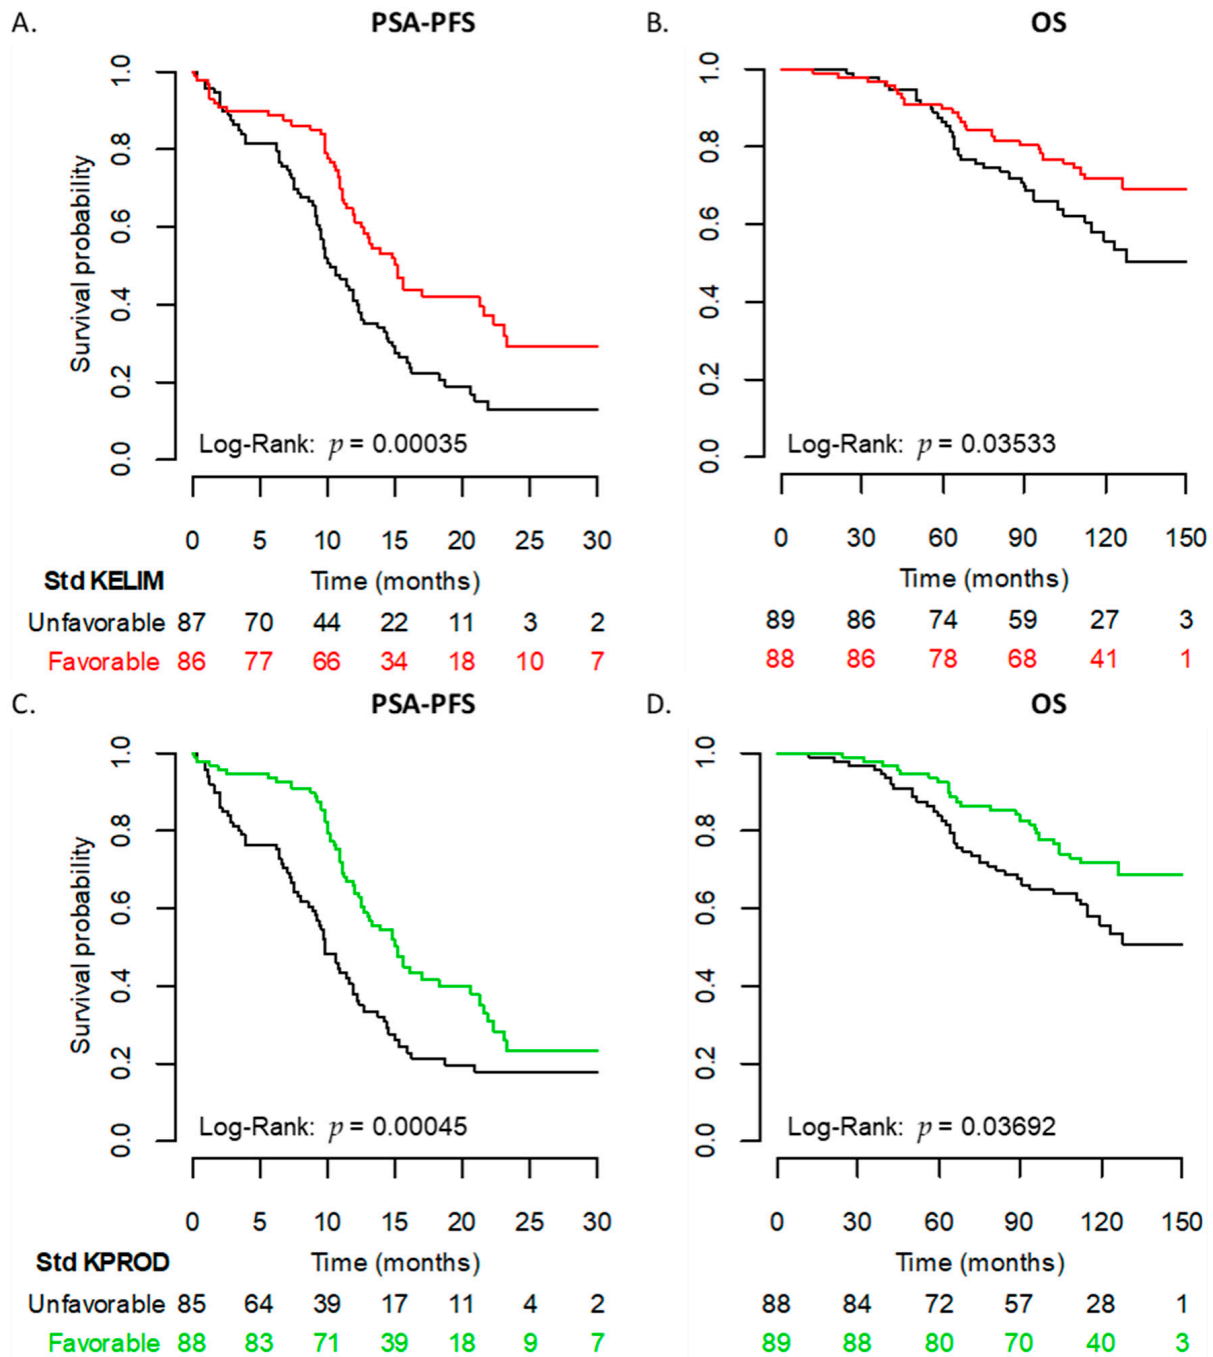 A. PSA-PFS
B. OS
Survival probability
1.0
0.8
0.6
0.4
0.2
0.0
Log-Rank: p = 0.00035
0 5 10 15 20 25 30
Time (months)
1.0
0.8
0.6
0.4
0.2
0.0
Log-Rank: p = 0.03533
0 30 60 90 120 150
Time (months)
Std KELIM
Unfavorable 87 70 44 22 11 3 2
Favorable 86 77 66 34 18 10 7
89 86 74 59 27 3
88 86 78 68 41 1
C. PSA-PFS
D. OS
Survival probability
1.0
0.8
0.6
0.4
0.2
0.0
Log-Rank: p = 0.00045
0 5 10 15 20 25 30
Time (months)
1.0
0.8
0.6
0.4
0.2
0.0
Log-Rank: p = 0.03692
0 30 60 90 120 150
Time (months)
Std KPROD
Unfavorable 85 64 39 17 11 4 2
Favorable 88 83 71 39 18 9 7
88 84 72 57 28 1
89 88 80 70 40 3